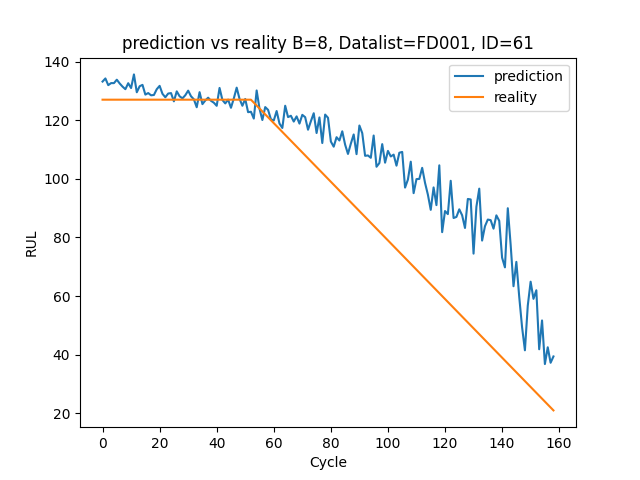 prediction vs reality B=8, Datalist=FD001, ID=61
prediction
reality
RUL
140
120
100
80
60
40
20
0 20 40 60 80 100 120 140 160
Cycle